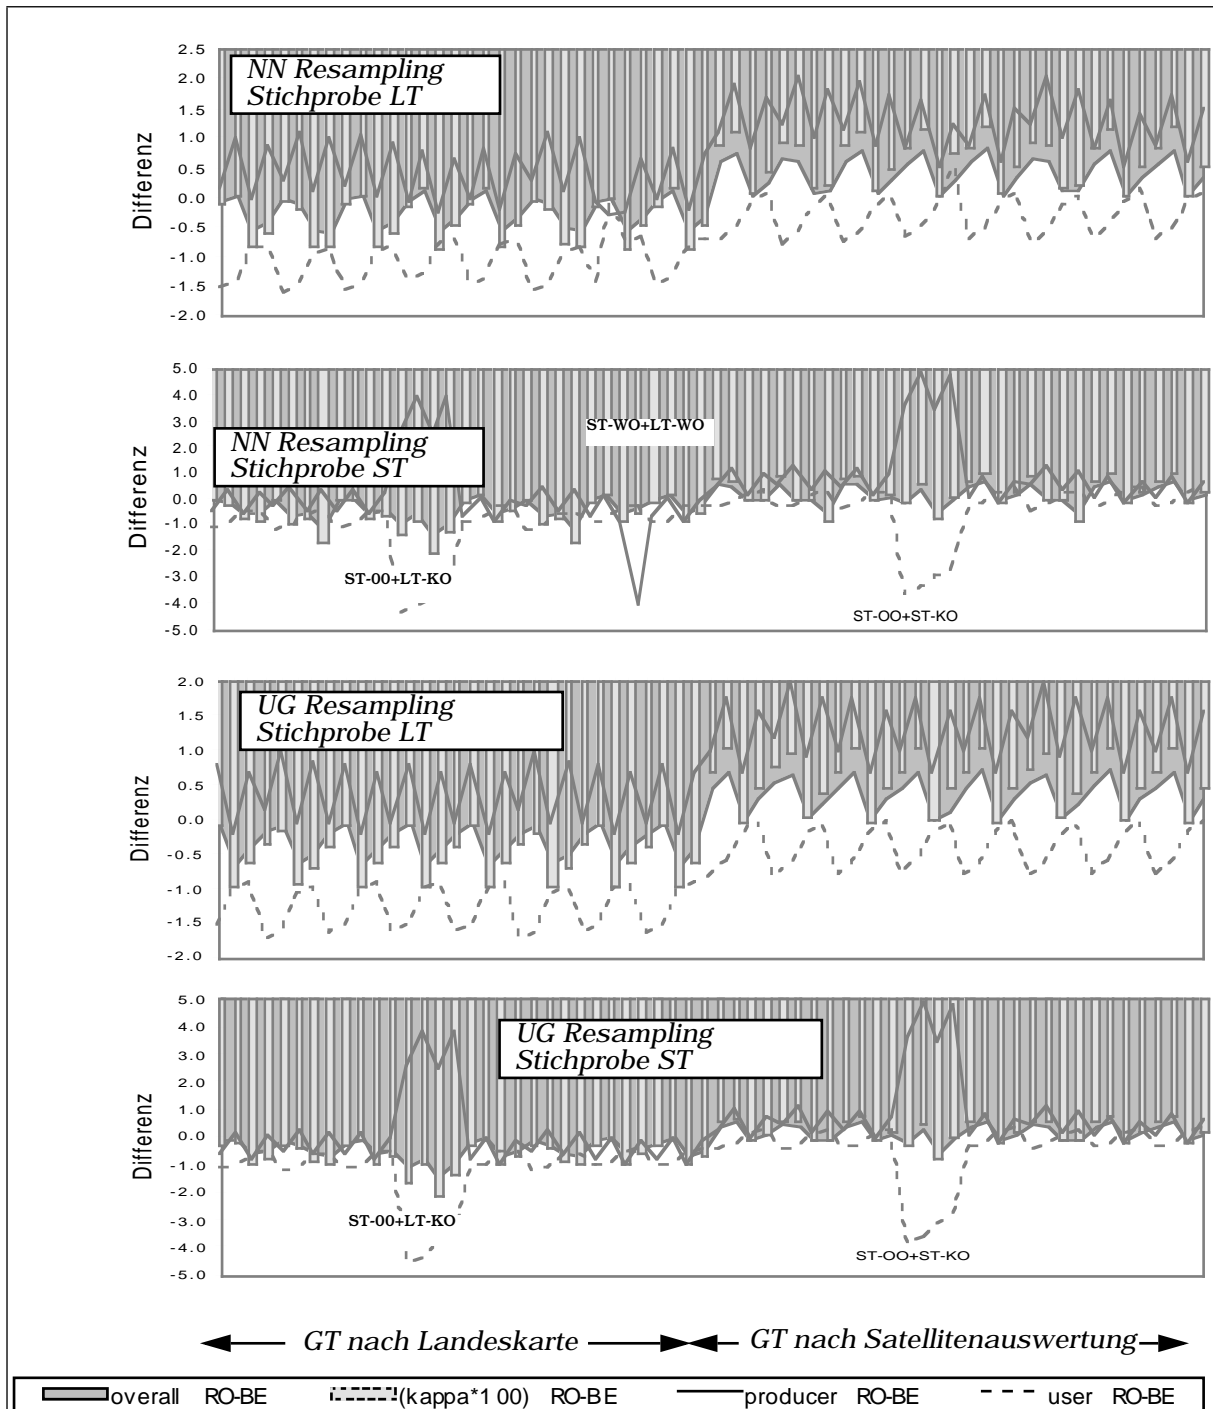 2.5
2.0
1.5
1.0
0.5
0.0
-0.5
-1.0
-1.5
-2.0
Differenz
NN Resampling
Stichprobe LT
5.0
4.0
3.0
2.0
1.0
0.0
-1.0
-2.0
-3.0
-4.0
-5.0
Differenz
NN Resampling
Stichprobe ST
ST-WO+LT-WO
ST-00+LT-KO
ST-OO+ST-KO
2.0
1.5
1.0
0.5
0.0
-0.5
-1.0
-1.5
-2.0
Differenz
UG Resampling
Stichprobe LT
5.0
4.0
3.0
2.0
1.0
0.0
-1.0
-2.0
-3.0
-4.0
-5.0
Differenz
UG Resampling
Stichprobe ST
ST-00+LT-KO
ST-OO+ST-KO
GT nach Landeskarte GT nach Satellitenauswertung
overall RO-BE (kappa*100) RO-BE producer RO-BE user RO-BE